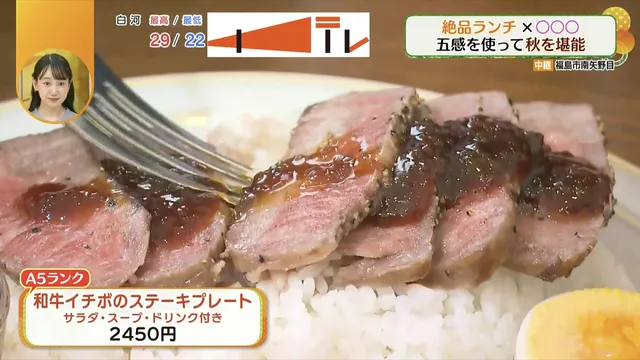 白河 最高/最低
29/22
イ テレ
絶品ランチ×〇〇〇
五感を使って秋を堪能
中継 福島市南矢野目
A5ランク
和牛イチボのステーキプレート
サラダ・スープ・ドリンク付き
2450円